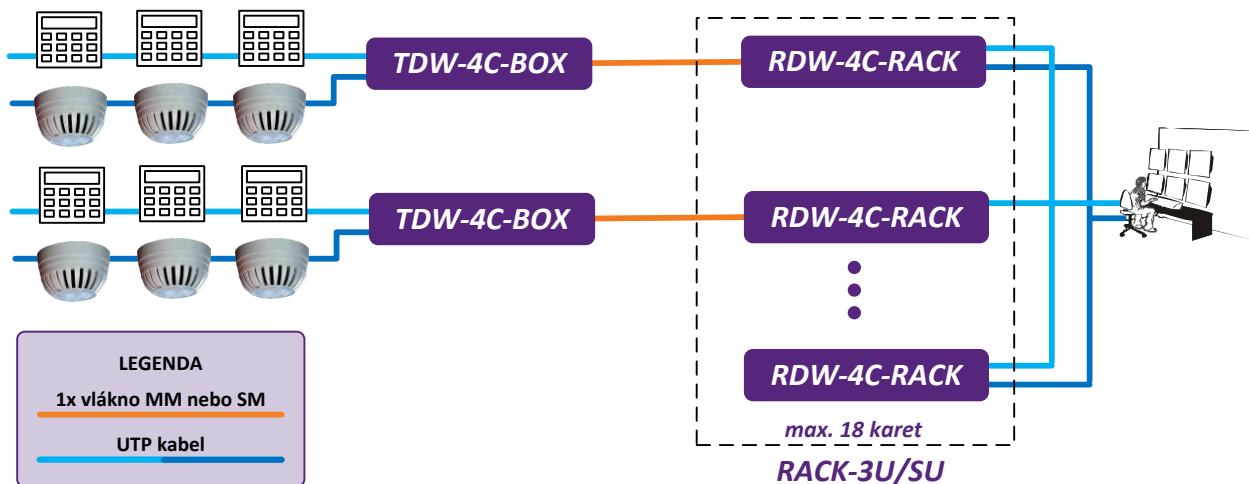 TDW-4C-BOX
RDW-4C-RACK
TDW-4C-BOX
RDW-4C-RACK
RDW-4C-RACK
max. 18 karet
RACK-3U/SU
LEGENDA
1x vlákno MM nebo SM
UTP kabel